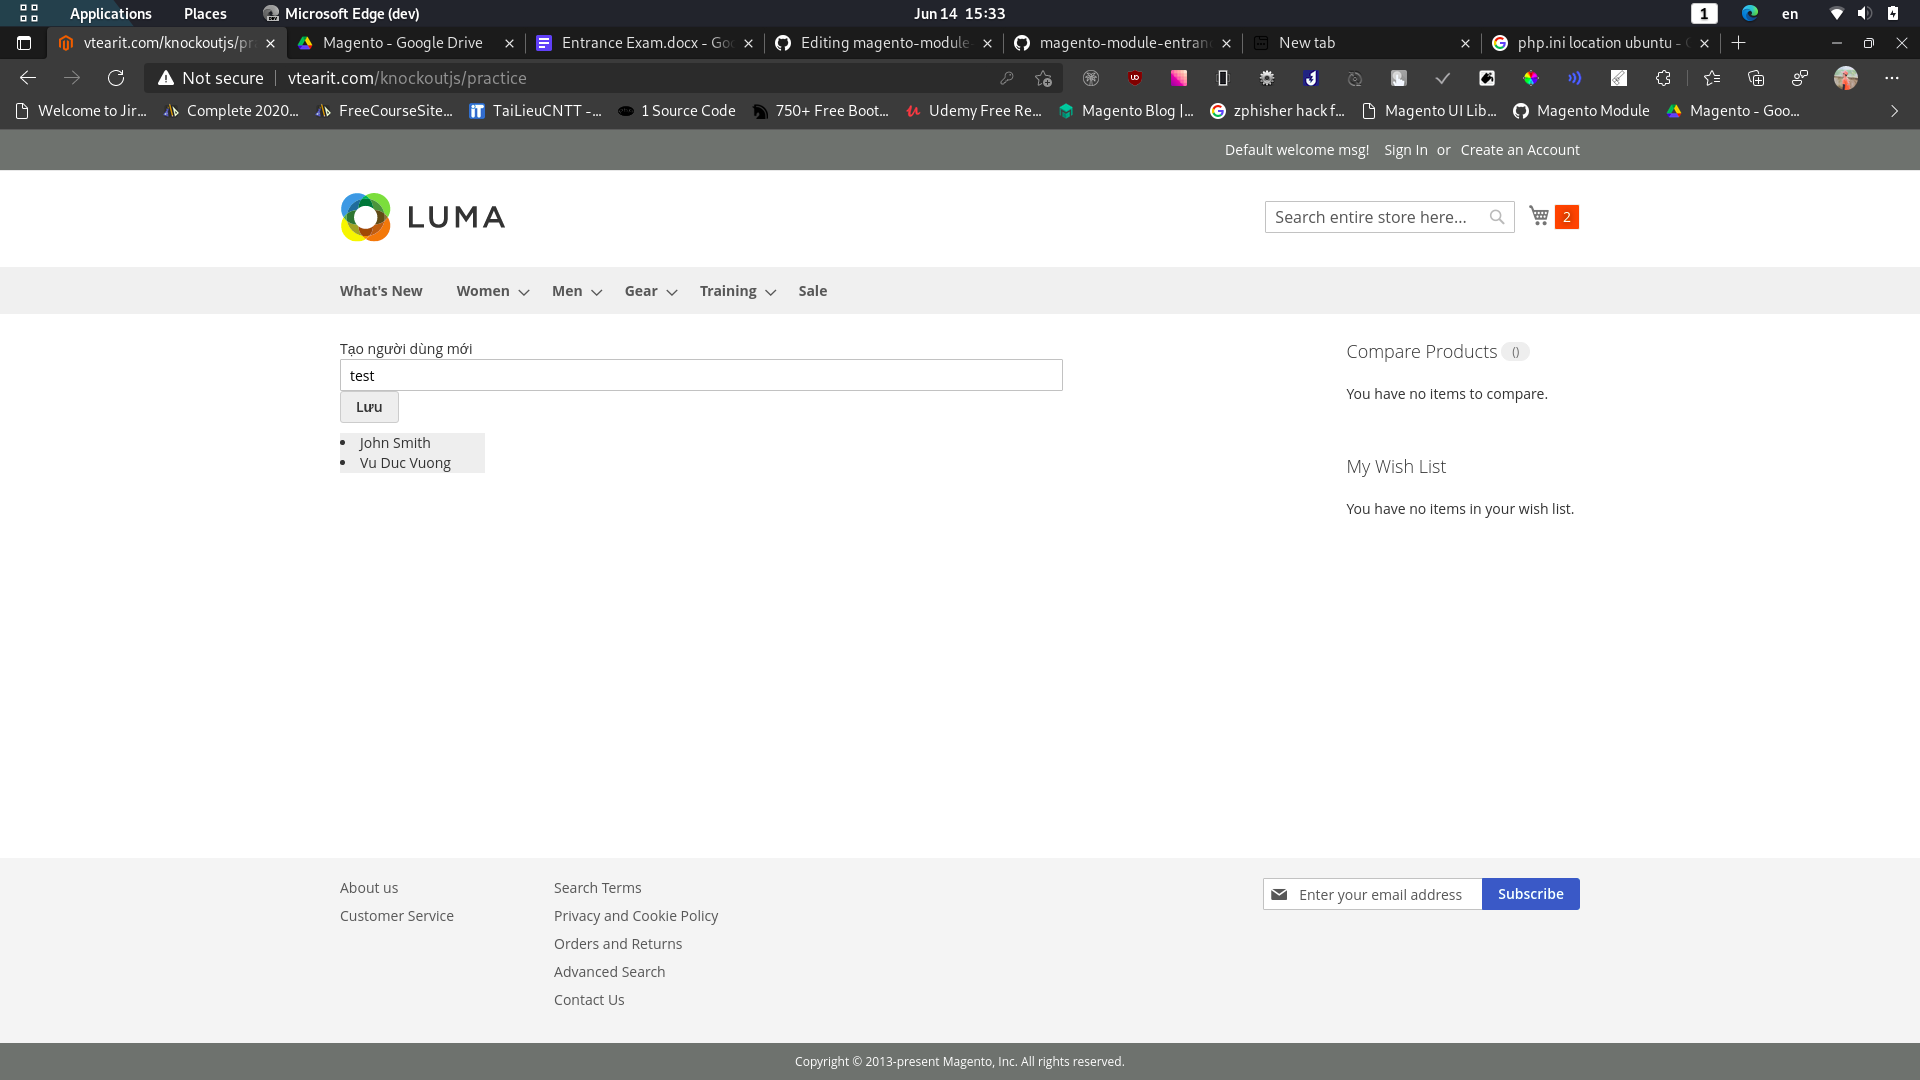 Applications Places Microsoft Edge (dev) Jun 14 15:33 1 en
vtearit.com/knockoutjs/pr Magento - Google Drive Entrance Exam.docx - Goo Editing magento-module magento-module-entran New tab php.ini location ubuntu -
Not secure vtearit.com/knockoutjs/practice
Welcome to Jir... Complete 2020... FreeCourseSite... TaiLieuCNTT -... 1 Source Code 750+ Free Boot... Udemy Free Re... Magento Blog |... zphisher hack f... Magento UI Lib... Magento Module Magento - Goo...
Default welcome msg! Sign In or Create an Account
LUMA
Search entire store here... 2
What's New Women Men Gear Training Sale
Tạo người dùng mới
test
Lưu
John Smith
Vu Duc Vuong
Compare Products ()
You have no items to compare.
My Wish List
You have no items in your wish list.
About us
Customer Service
Search Terms
Privacy and Cookie Policy
Orders and Returns
Advanced Search
Contact Us
Enter your email address Subscribe
Copyright © 2013-present Magento, Inc. All rights reserved.